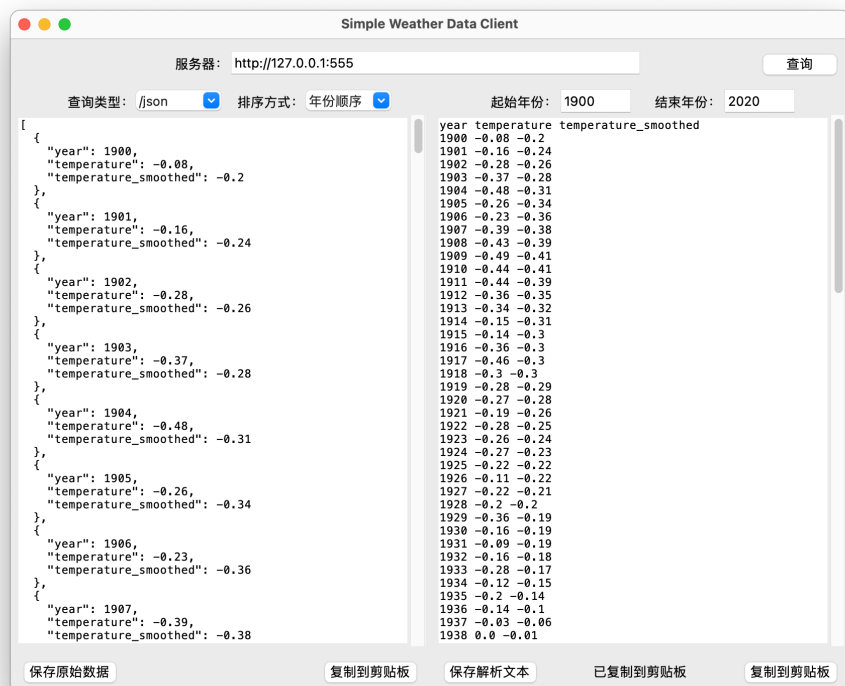 Simple Weather Data Client
服务器： http://127.0.0.1:555 查询
查询类型： /json 排序方式： 年份顺序 起始年份： 1900 结束年份： 2020
[
  {
    "year": 1900,
    "temperature": -0.08,
    "temperature_smoothed": -0.2
  },
  {
    "year": 1901,
    "temperature": -0.16,
    "temperature_smoothed": -0.24
  },
  {
    "year": 1902,
    "temperature": -0.28,
    "temperature_smoothed": -0.26
  },
  {
    "year": 1903,
    "temperature": -0.37,
    "temperature_smoothed": -0.28
  },
  {
    "year": 1904,
    "temperature": -0.48,
    "temperature_smoothed": -0.31
  },
  {
    "year": 1905,
    "temperature": -0.26,
    "temperature_smoothed": -0.34
  },
  {
    "year": 1906,
    "temperature": -0.23,
    "temperature_smoothed": -0.36
  },
  {
    "year": 1907,
    "temperature": -0.39,
    "temperature_smoothed": -0.38
year temperature temperature_smoothed
1900 -0.08 -0.2
1901 -0.16 -0.24
1902 -0.28 -0.26
1903 -0.37 -0.28
1904 -0.48 -0.31
1905 -0.26 -0.34
1906 -0.23 -0.36
1907 -0.39 -0.38
1908 -0.43 -0.39
1909 -0.49 -0.41
1910 -0.44 -0.41
1911 -0.44 -0.39
1912 -0.36 -0.35
1913 -0.34 -0.32
1914 -0.15 -0.31
1915 -0.14 -0.3
1916 -0.36 -0.3
1917 -0.46 -0.3
1918 -0.3 -0.3
1919 -0.28 -0.29
1920 -0.27 -0.28
1921 -0.19 -0.26
1922 -0.28 -0.25
1923 -0.26 -0.24
1924 -0.27 -0.23
1925 -0.22 -0.22
1926 -0.11 -0.22
1927 -0.22 -0.21
1928 -0.2 -0.2
1929 -0.36 -0.19
1930 -0.16 -0.19
1931 -0.09 -0.19
1932 -0.16 -0.18
1933 -0.28 -0.17
1934 -0.12 -0.15
1935 -0.2 -0.14
1936 -0.14 -0.1
1937 -0.03 -0.06
1938 0.0 -0.01
保存原始数据 复制到剪贴板 保存解析文本 已复制到剪贴板 复制到剪贴板